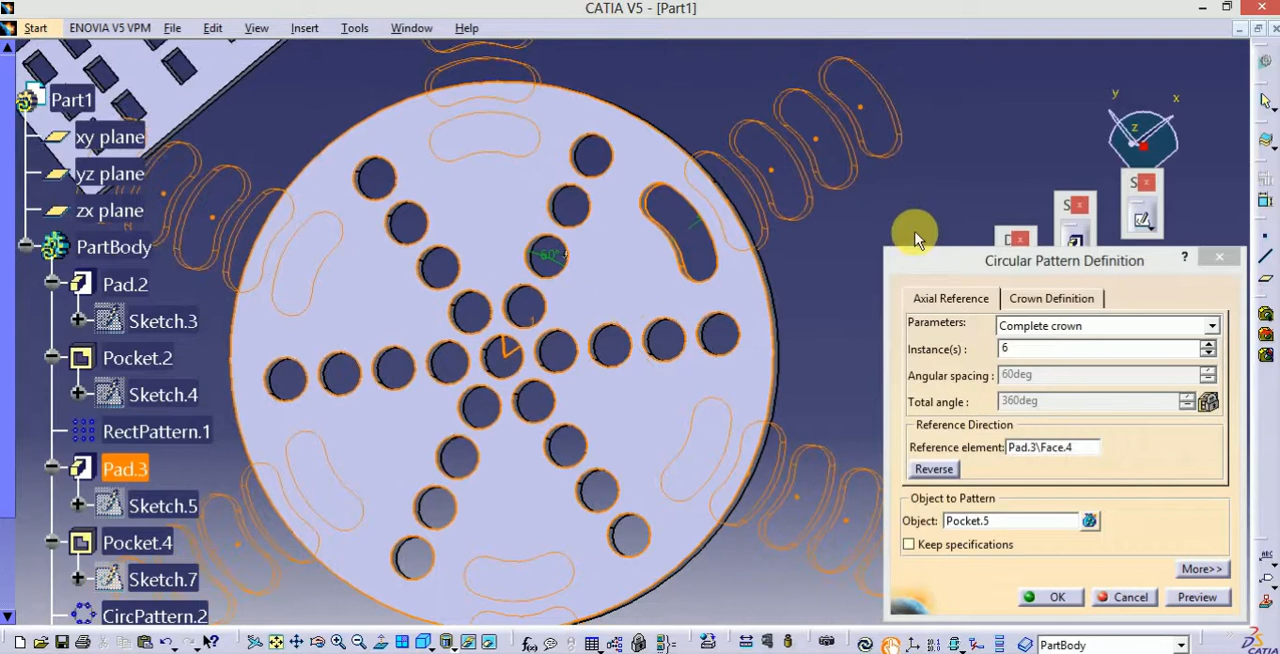 CATIA V5 - [Part1]
Start ENOVIA V5 VPM File Edit View Insert Tools Window Help
Part1
xy plane
yz plane
zx plane
PartBody
Pad.2
Sketch.3
Pocket.2
Sketch.4
RectPattern.1
Pad.3
Sketch.5
Pocket.4
Sketch.7
CircPattern.2
60°
1
y
x
z
S x
S x
x
Circular Pattern Definition
? x
Axial Reference Crown Definition
Parameters: Complete crown
Instance(s) : 6
Angular spacing : 60deg
Total angle : 360deg
Reference Direction
Reference element: Pad.3\Face.4
Reverse
Object to Pattern
Object: Pocket.5
Keep specifications
More>>
OK Cancel Preview
PartBody
CATIA